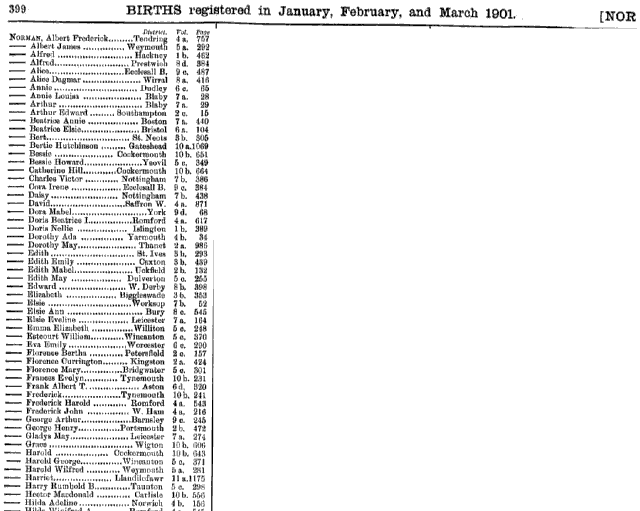 399
BIRTHS registered in January, February, and March 1901.
[NOR
District. Vol. Page
NORMAN, Albert Frederick.........Tendring 4 a. 757
— Albert James ...............Weymouth 5 a. 292
— Alfred ........................ Hackney 1 b. 462
— Alfred........................Prestwich 8 d. 384
— Alice.....................Ecclesall B. 9 c. 487
— Alice Dagmar .................. Wirral 8 a. 416
— Annie ........................ Dudley 6 c. 65
— Annie Louisa .................. Blaby 7 a. 28
— Arthur ........................ Blaby 7 a. 29
— Arthur Edward ......... Southampton 2 c. 15
— Beatrice Annie ............... Boston 7 a. 440
— Beatrice Elsie.................. Bristol 6 a. 104
— Bert........................St. Neots 3 b. 305
— Bertie Hutchinson ......... Gateshead 10 a.1069
— Bessie .................. Cockermouth 10 b. 651
— Bessie Howard..................Yeovil 5 c. 349
— Catherine Hill............Cockermouth 10 b. 664
— Charles Victor ............ Nottingham 7 b. 386
— Cora Irene ............... Ecclesall B. 9 c. 384
— Daisy .....................Nottingham 7 b. 438
— David........................Saffron W. 4 a. 871
— Dora Mabel.....................York 9 d. 68
— Doris Beatrice I...............Romford 4 a. 617
— Doris Nellie .................. Islington 1 b. 389
— Dorothy Ada ............... Yarmouth 4 b. 34
— Dorothy May.................. Thanet 2 a. 986
— Edith ........................ St. Ives 3 b. 293
— Edith Emily .................. Caxton 3 b. 439
— Edith Mabel.................. Uckfield 2 b. 132
— Edith May .................. Dulverton 5 c. 255
— Edward ..................... W. Derby 8 b. 398
— Elizabeth ............... Biggleswade 3 b. 353
— Elsie ........................Worksop 7 b. 52
— Elsie Ann ..................... Bury 8 c. 545
— Elsie Eveline .................. Leicester 7 a. 164
— Emma Elizabeth ............ Williton 5 c. 248
— Estcourt William............Wincanton 5 c. 370
— Eva Emily .................. Worcester 6 c. 290
— Florence Bertha ......... Petersfield 2 c. 157
— Florence Currington......... Kingston 2 a. 424
— Florence Mary............Bridgwater 5 c. 301
— Frances Evelyn............Tynemouth 10 b. 231
— Frank Albert T. ............... Aston 6 d. 320
— Frederick..................Tynemouth 10 b. 241
— Frederick Harold ............ Romford 4 a. 543
— Frederick John ............ W. Ham 4 a. 216
— George Arthur...............Barnsley 9 c. 245
— George Henry...............Portsmouth 2 b. 472
— Gladys May.................. Leicester 7 a. 274
— Grace ........................ Wigton 10 b. 606
— Harold .................. Cockermouth 10 b. 643
— Harold George............Wincanton 5 c. 371
— Harold Wilfred ............ Weymouth 5 a. 281
— Harriet.................. Llandilofawr 11 a.1175
— Harry Rumbold B............Taunton 5 c. 298
— Hector Macdonald ............ Carlisle 10 b. 556
— Hilda Adeline ............... Norwich 4 b. 156